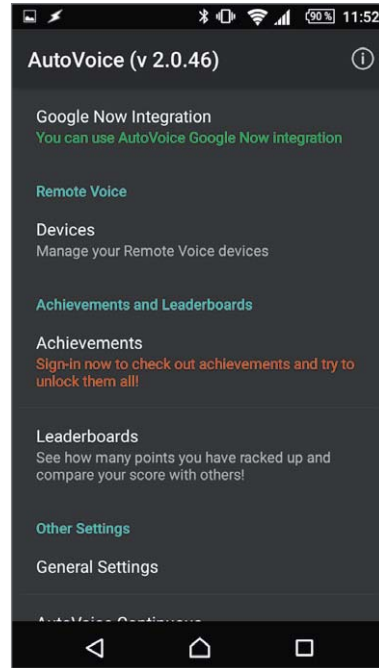 90% 11:52
AutoVoice (v 2.0.46)
Google Now Integration
You can use AutoVoice Google Now integration
Remote Voice
Devices
Manage your Remote Voice devices
Achievements and Leaderboards
Achievements
Sign-in now to check out achievements and try to
unlock them all!
Leaderboards
See how many points you have racked up and
compare your score with others!
Other Settings
General Settings
AutoVoice Continuous